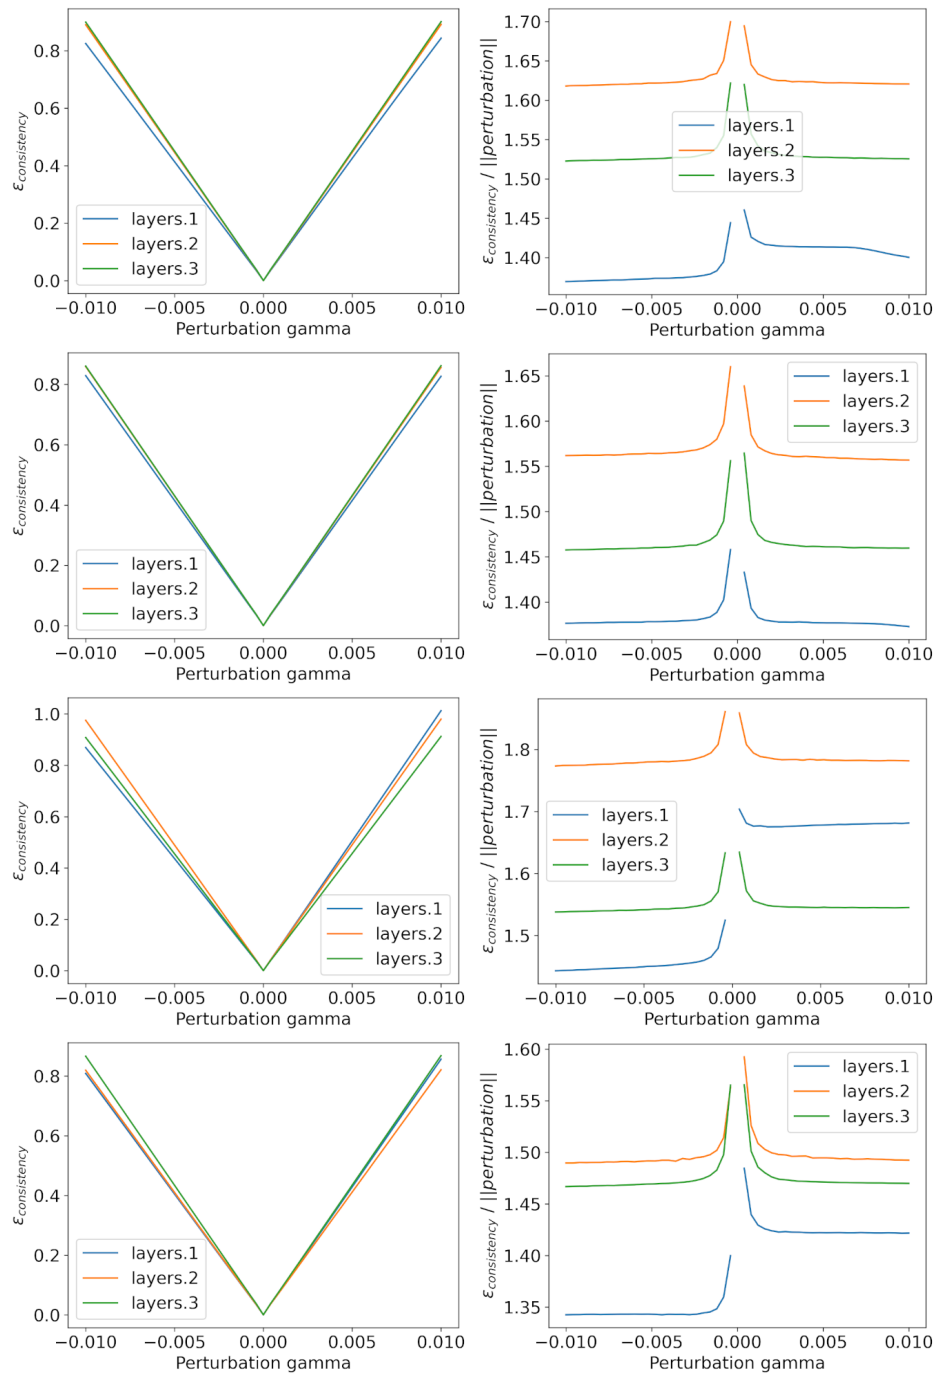 0.8
0.6
0.4
0.2
0.0
ε_consistency
layers.1
layers.2
layers.3
−0.010 −0.005 0.000 0.005 0.010
Perturbation gamma
1.70
1.65
1.60
1.55
1.50
1.45
1.40
ε_consistency / ||perturbation||
layers.1
layers.2
layers.3
−0.010 −0.005 0.000 0.005 0.010
Perturbation gamma
0.8
0.6
0.4
0.2
0.0
ε_consistency
layers.1
layers.2
layers.3
−0.010 −0.005 0.000 0.005 0.010
Perturbation gamma
1.65
1.60
1.55
1.50
1.45
1.40
ε_consistency / ||perturbation||
layers.1
layers.2
layers.3
−0.010 −0.005 0.000 0.005 0.010
Perturbation gamma
1.0
0.8
0.6
0.4
0.2
0.0
ε_consistency
layers.1
layers.2
layers.3
−0.010 −0.005 0.000 0.005 0.010
Perturbation gamma
1.8
1.7
1.6
1.5
ε_consistency / ||perturbation||
layers.1
layers.2
layers.3
−0.010 −0.005 0.000 0.005 0.010
Perturbation gamma
0.8
0.6
0.4
0.2
0.0
ε_consistency
layers.1
layers.2
layers.3
−0.010 −0.005 0.000 0.005 0.010
Perturbation gamma
1.60
1.55
1.50
1.45
1.40
1.35
ε_consistency / ||perturbation||
layers.1
layers.2
layers.3
−0.010 −0.005 0.000 0.005 0.010
Perturbation gamma